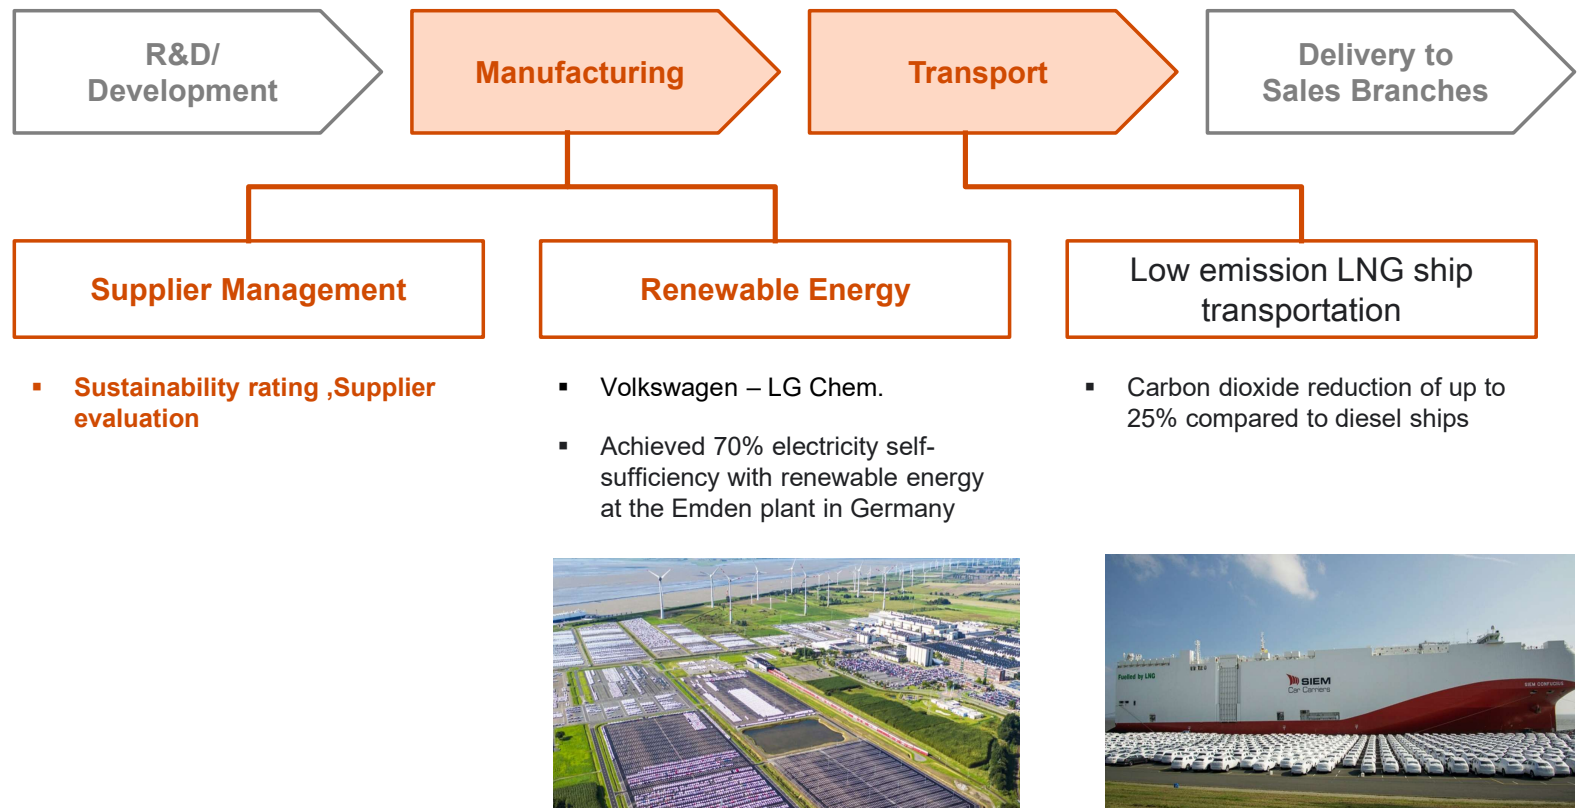 R&D/
Development
Manufacturing
Transport
Delivery to
Sales Branches
Supplier Management
Renewable Energy
Low emission LNG ship
transportation
▪ Sustainability rating ,Supplier
evaluation
▪ Volkswagen – LG Chem.
▪ Achieved 70% electricity self-
sufficiency with renewable energy
at the Emden plant in Germany
▪ Carbon dioxide reduction of up to
25% compared to diesel ships
Fuelled by LNG
SIEM
Car Carriers
SIEM CONFUCIUS